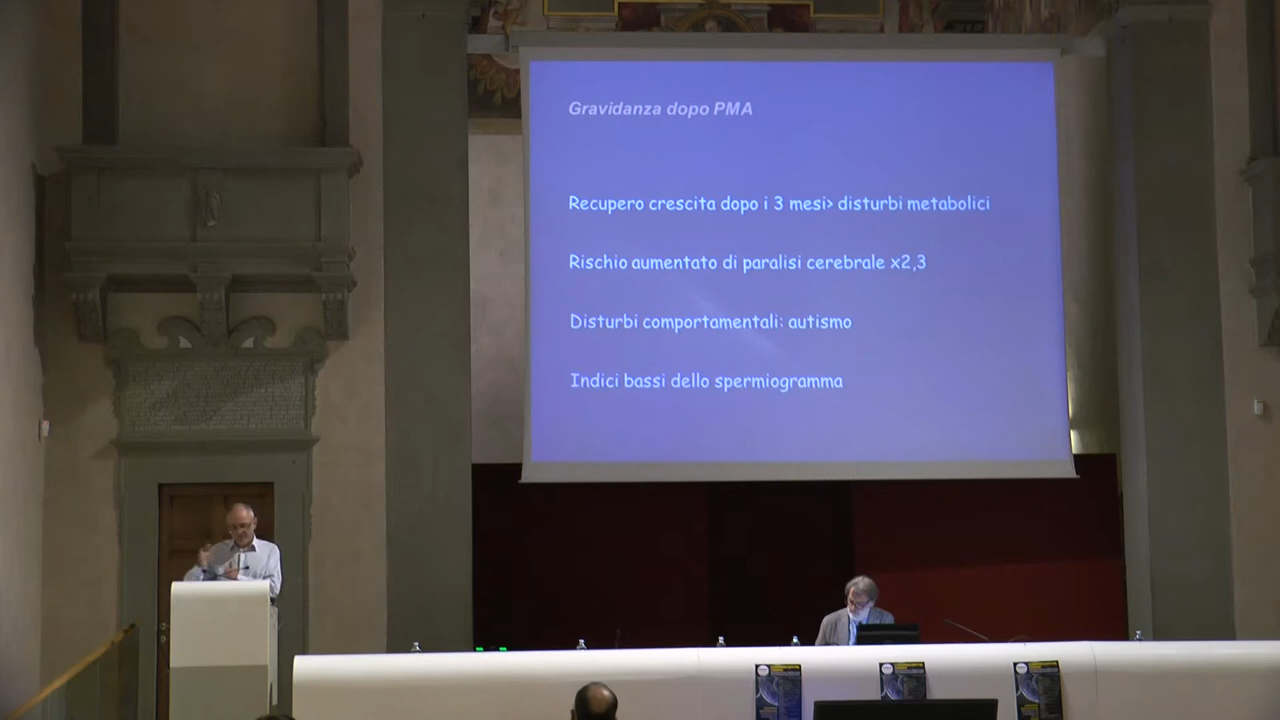 Gravidanza dopo PMA
Recupero crescita dopo i 3 mesi> disturbi metabolici
Rischio aumentato di paralisi cerebrale x2,3
Disturbi comportamentali: autismo
Indici bassi dello spermiogramma